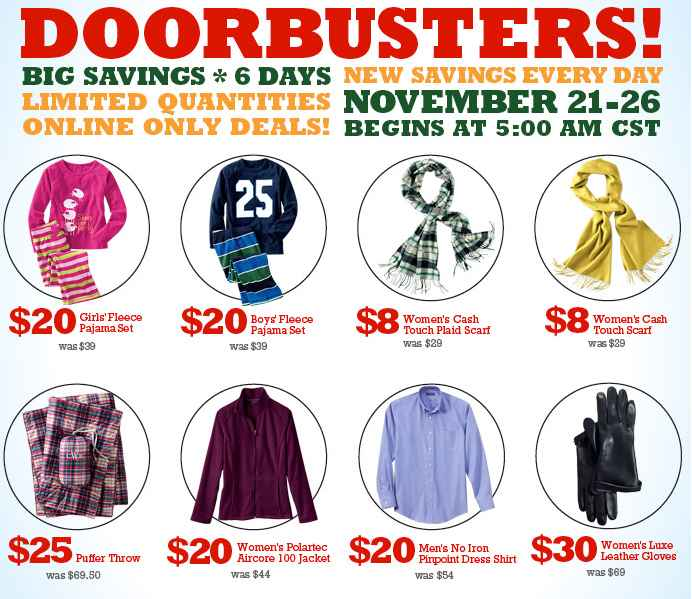 DOORBUSTERS!
BIG SAVINGS * 6 DAYS
LIMITED QUANTITIES
ONLINE ONLY DEALS!
NEW SAVINGS EVERY DAY
NOVEMBER 21-26
BEGINS AT 5:00 AM CST
25
$20 Girls' Fleece
Pajama Set
was $39
$20 Boys' Fleece
Pajama Set
was $39
$8 Women's Cash
Touch Plaid Scarf
was $29
$8 Women's Cash
Touch Scarf
was $29
$25 Puffer Throw
was $69.50
$20 Women's Polartec
Aircore 100 Jacket
was $44
$20 Men's No Iron
Pinpoint Dress Shirt
was $54
$30 Women's Luxe
Leather Gloves
was $69